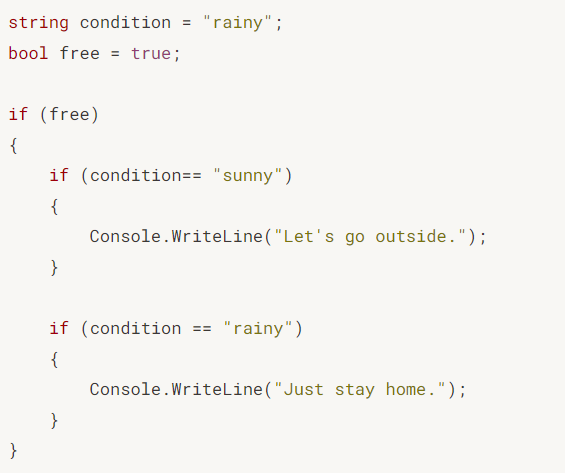 string condition = "rainy";
bool free = true;
if (free)
{
    if (condition== "sunny")
    {
        Console.WriteLine("Let's go outside.");
    }
    if (condition == "rainy")
    {
        Console.WriteLine("Just stay home.");
    }
}